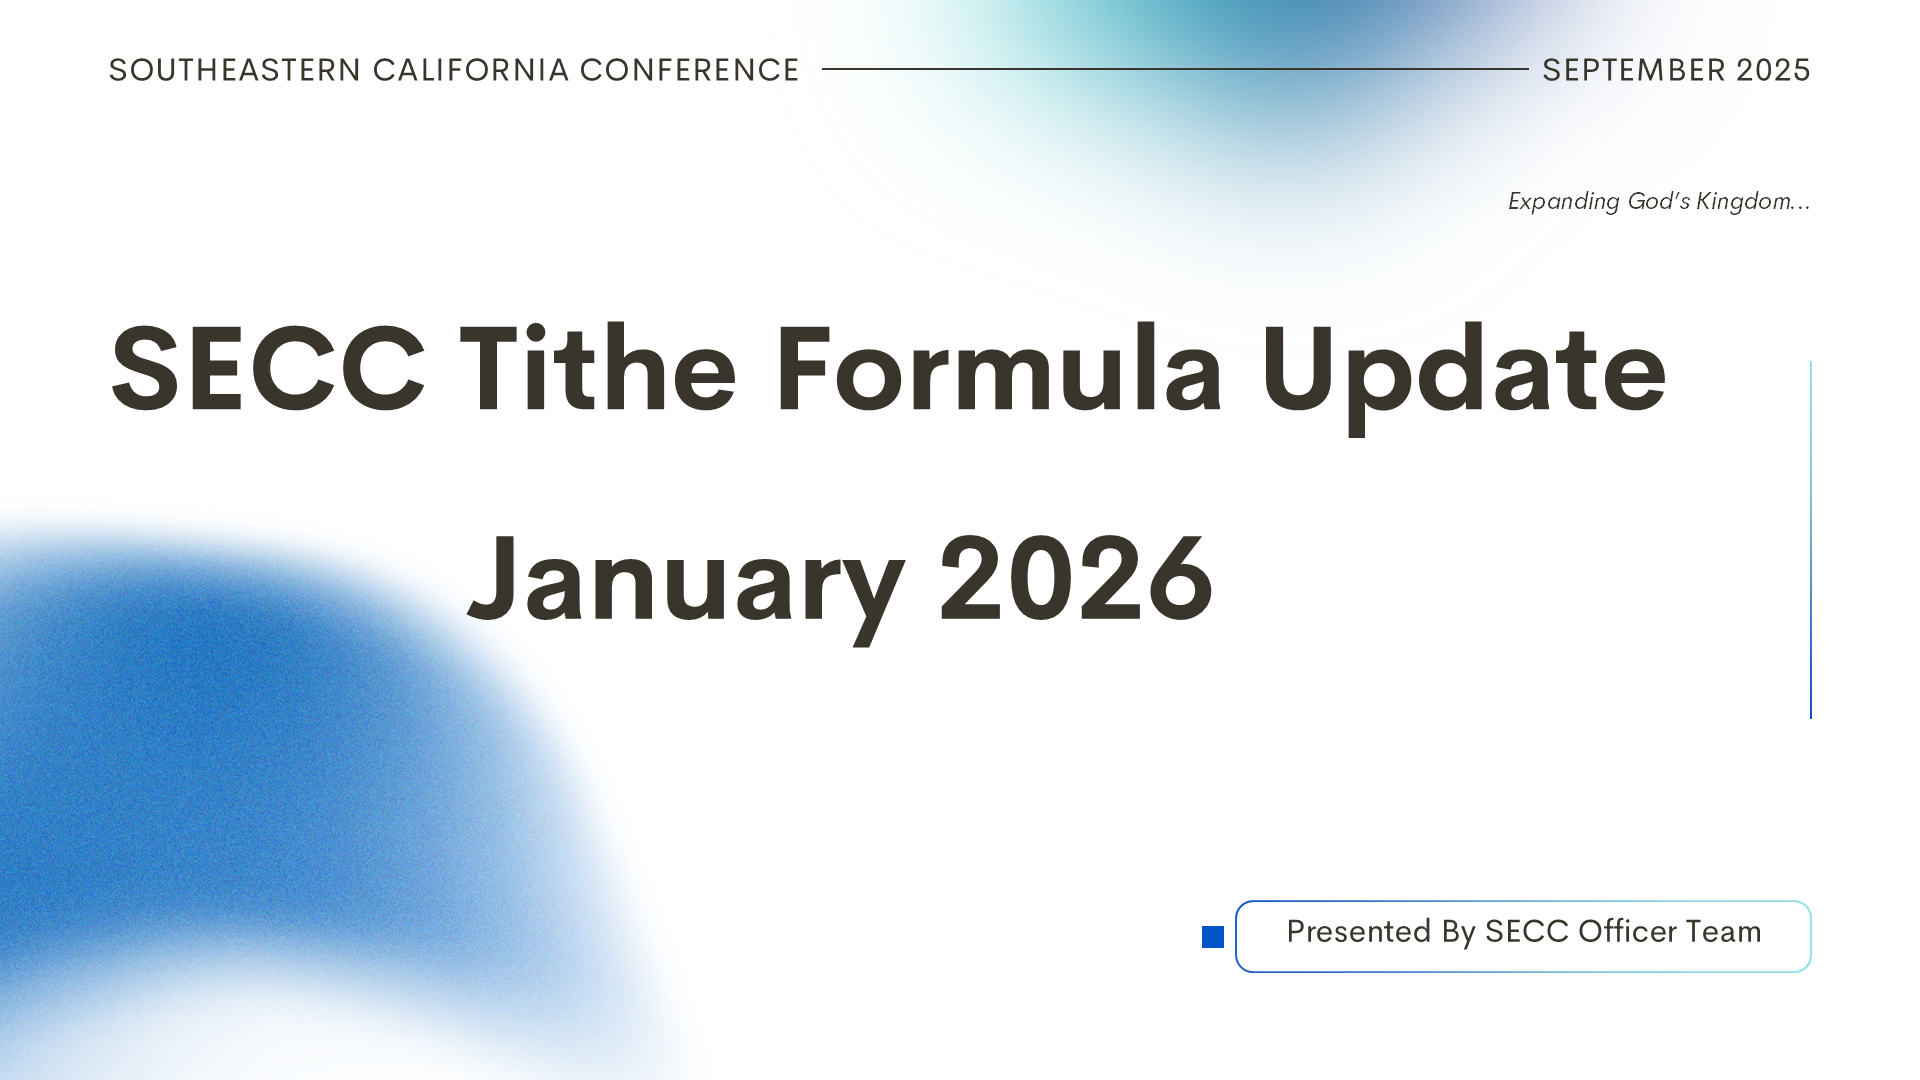 SOUTHEASTERN CALIFORNIA CONFERENCE
SEPTEMBER 2025
Expanding God's Kingdom...
SECC Tithe Formula Update
January 2026
Presented By SECC Officer Team